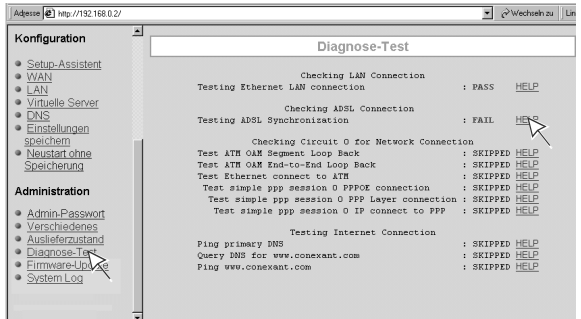 Adresse http://192.168.0.2/ Wechseln zu Lin
Konfiguration
Setup-Assistent
WAN
LAN
Virtuelle Server
DNS
Einstellungen
speichern
Neustart ohne
Speicherung
Administration
Admin-Passwort
Verschiedenes
Auslieferzustand
Diagnose-Test
Firmware-Update
System Log
Diagnose-Test
Checking LAN Connection
Testing Ethernet LAN connection : PASS HELP
Checking ADSL Connection
Testing ADSL Synchronization : FAIL HELP
Checking Circuit 0 for Network Connection
Test ATM OAM Segment Loop Back : SKIPPED HELP
Test ATM OAM End-to-End Loop Back : SKIPPED HELP
Test Ethernet connect to ATM : SKIPPED HELP
Test simple ppp session 0 PPPOE connection : SKIPPED HELP
Test simple ppp session 0 PPP Layer connection : SKIPPED HELP
Test simple ppp session 0 IP connect to PPP : SKIPPED HELP
Testing Internet Connection
Ping primary DNS : SKIPPED HELP
Query DNS for www.conexant.com : SKIPPED HELP
Ping www.conexant.com : SKIPPED HELP